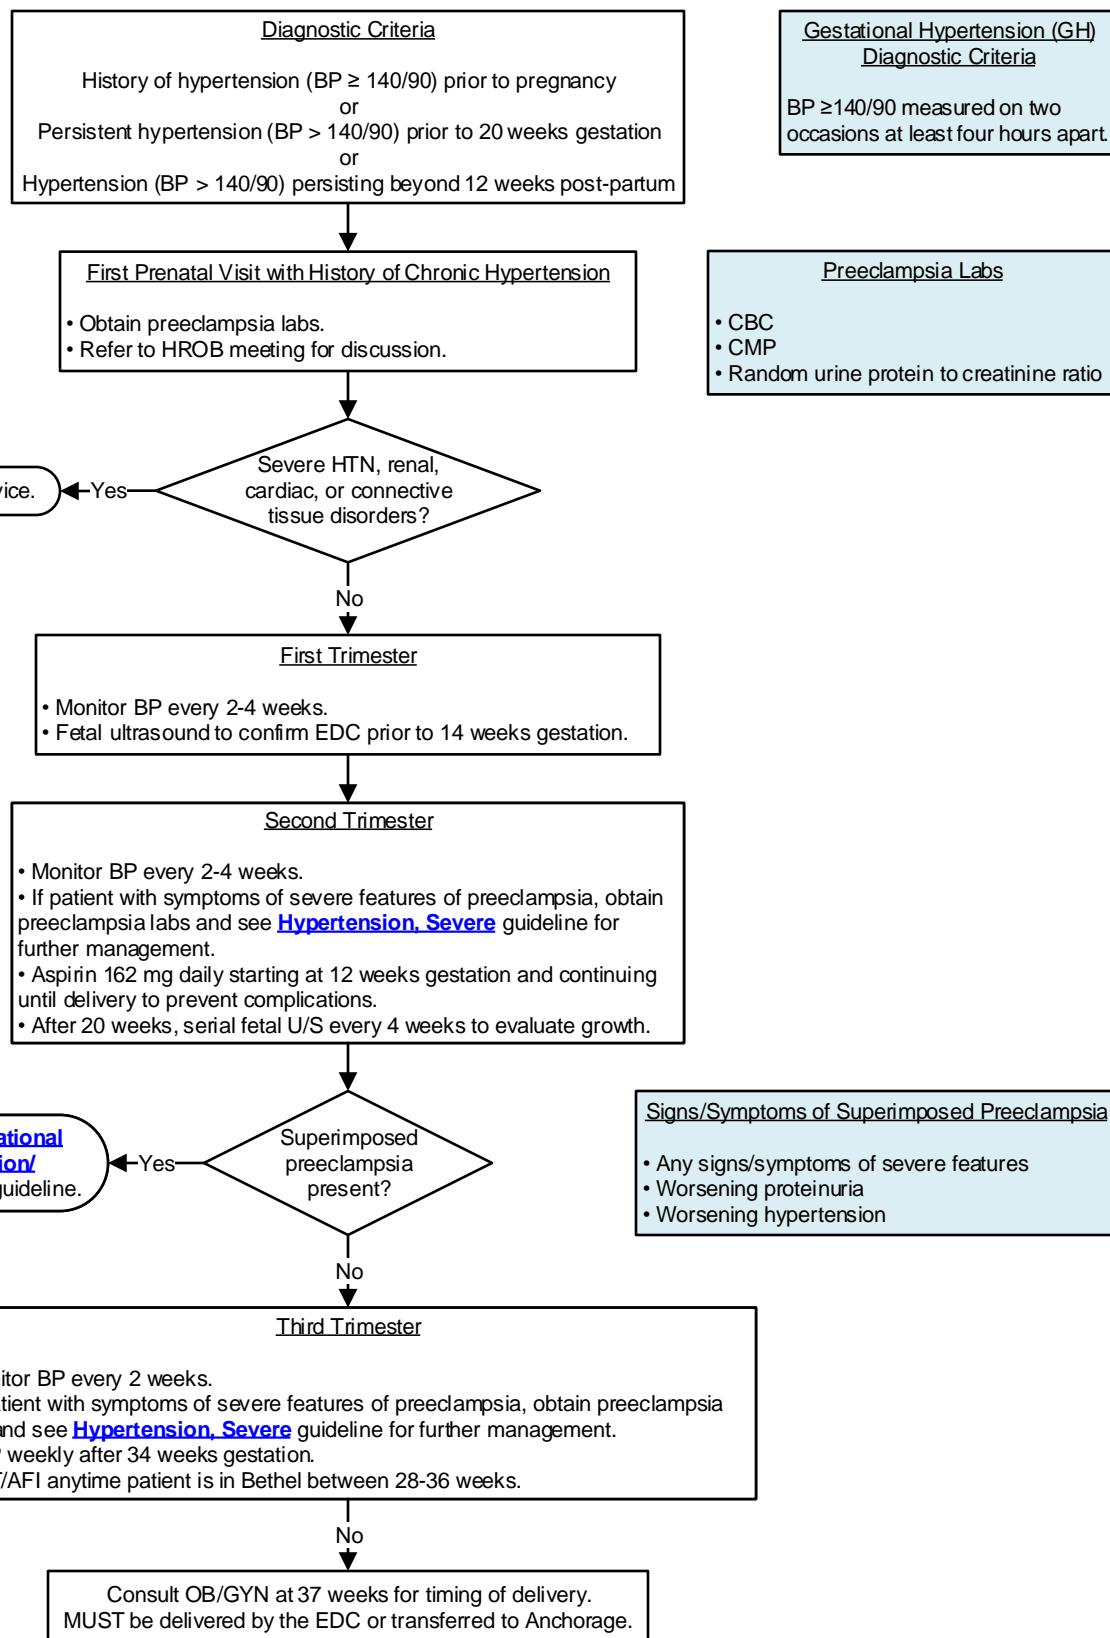 Diagnostic Criteria
History of hypertension (BP ≥ 140/90) prior to pregnancy
or
Persistent hypertension (BP > 140/90) prior to 20 weeks gestation
or
Hypertension (BP > 140/90) persisting beyond 12 weeks post-partum
Gestational Hypertension (GH)
Diagnostic Criteria
BP ≥140/90 measured on two
occasions at least four hours apart.
First Prenatal Visit with History of Chronic Hypertension
• Obtain preeclampsia labs.
• Refer to HROB meeting for discussion.
Preeclampsia Labs
• CBC
• CMP
• Random urine protein to creatinine ratio
Severe HTN, renal,
cardiac, or connective
tissue disorders?
Yes
No
First Trimester
• Monitor BP every 2-4 weeks.
• Fetal ultrasound to confirm EDC prior to 14 weeks gestation.
Second Trimester
• Monitor BP every 2-4 weeks.
• If patient with symptoms of severe features of preeclampsia, obtain
preeclampsia labs and see Hypertension, Severe guideline for
further management.
• Aspirin 162 mg daily starting at 12 weeks gestation and continuing
until delivery to prevent complications.
• After 20 weeks, serial fetal U/S every 4 weeks to evaluate growth.
Superimposed
preeclampsia
present?
Yes
guideline.
No
Signs/Symptoms of Superimposed Preeclampsia
• Any signs/symptoms of severe features
• Worsening proteinuria
• Worsening hypertension
Third Trimester
BP every 2 weeks.
with symptoms of severe features of preeclampsia, obtain preeclampsia
and see Hypertension, Severe guideline for further management.
weekly after 34 weeks gestation.
/AFI anytime patient is in Bethel between 28-36 weeks.
No
Consult OB/GYN at 37 weeks for timing of delivery.
MUST be delivered by the EDC or transferred to Anchorage.